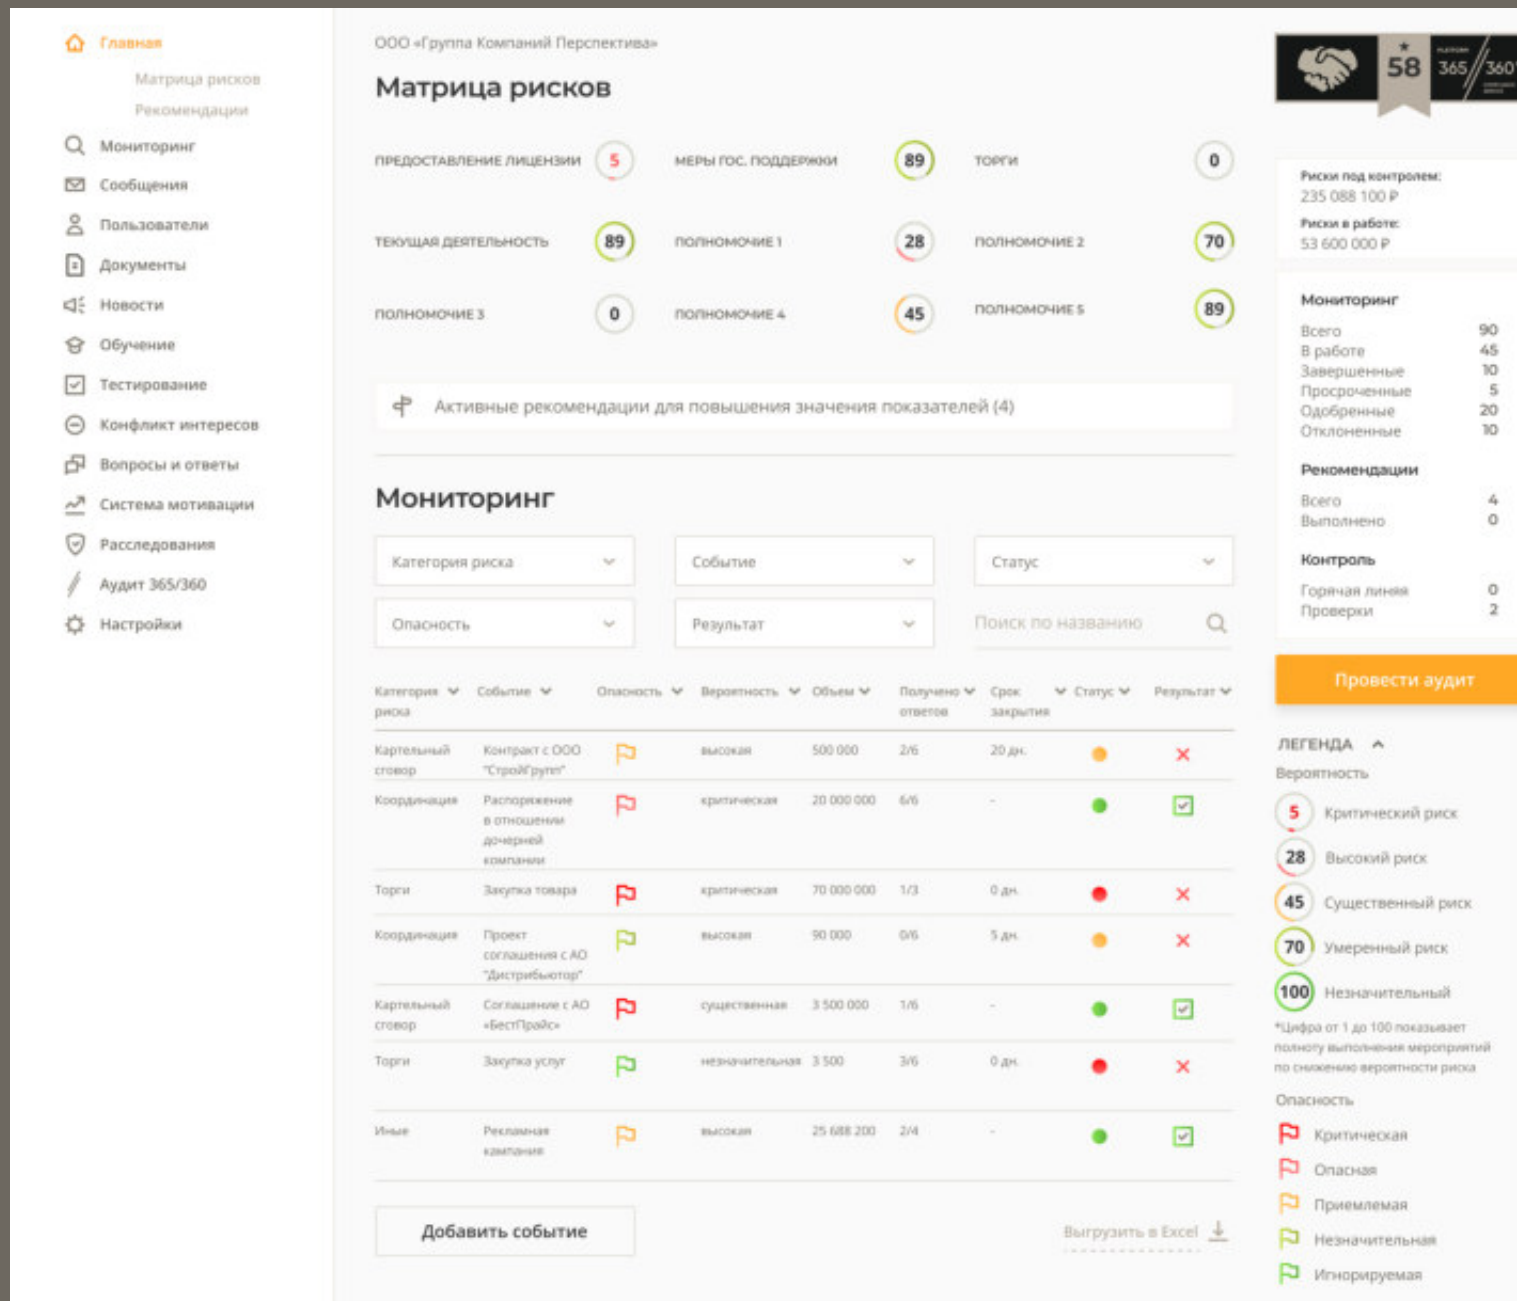 Главная
Матрица рисков
Рекомендации
Мониторинг
Сообщения
Пользователи
Документы
Новости
Обучение
Тестирование
Конфликт интересов
Вопросы и ответы
Система мотивации
Расследования
Аудит 365/360
Настройки
ООО «Группа Компаний Перспектива»
Матрица рисков
ПРЕДОСТАВЛЕНИЕ ЛИЦЕНЗИИ 5 МЕРЫ ГОС. ПОДДЕРЖКИ 89 ТОРГИ 0
ТЕКУЩАЯ ДЕЯТЕЛЬНОСТЬ 89 ПОЛНОМОЧИЕ 1 28 ПОЛНОМОЧИЕ 2 70
ПОЛНОМОЧИЕ 3 0 ПОЛНОМОЧИЕ 4 45 ПОЛНОМОЧИЕ 5 89
Активные рекомендации для повышения значения показателей (4)
Мониторинг
Категория риска Событие Статус
Опасность Результат Поиск по названию
Категория Событие Опасность Вероятность Объем Получено Срок Статус Результат
риска ответов закрытия
Картельный Контракт с ООО высокая 500 000 2/6 20 дн.
сговор "СтройГрупп"
Координация Распоряжение критическая 20 000 000 6/6 -
в отношении
дочерней
компании
Торги Закупка товара критическая 70 000 000 1/3 0 дн.
Координация Проект высокая 90 000 0/6 5 дн.
соглашения с АО
"Дистрибьютор"
Картельный Соглашение с АО существенная 3 500 000 1/6 -
сговор «БестПрайс»
Торги Закупка услуг незначительная 3 500 3/6 0 дн.
Иные Рекламная высокая 25 688 200 2/4 -
кампания
Добавить событие Выгрузить в Excel
58 365 // 360°
Риски под контролем:
235 088 100 ₽
Риски в работе:
53 600 000 ₽
Мониторинг
Всего 90
В работе 45
Завершенные 10
Просроченные 5
Одобренные 20
Отклоненные 10
Рекомендации
Всего 4
Выполнено 0
Контроль
Горячая линия 0
Проверки 2
Провести аудит
ЛЕГЕНДА
Вероятность
5 Критический риск
28 Высокий риск
45 Существенный риск
70 Умеренный риск
100 Незначительный
*Цифра от 1 до 100 показывает
полноту выполнения мероприятий
по снижению вероятности риска
Опасность
Критическая
Опасная
Приемлемая
Незначительная
Игнорируемая